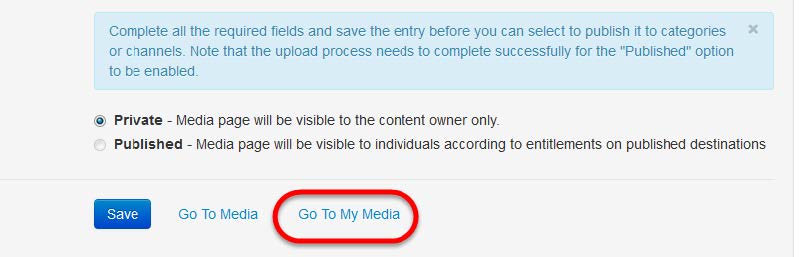 Complete all the required fields and save the entry before you can select to publish it to categories
or channels. Note that the upload process needs to complete successfully for the "Published" option
to be enabled.
×
Private - Media page will be visible to the content owner only.
Published - Media page will be visible to individuals according to entitlements on published destinations
Save Go To Media Go To My Media